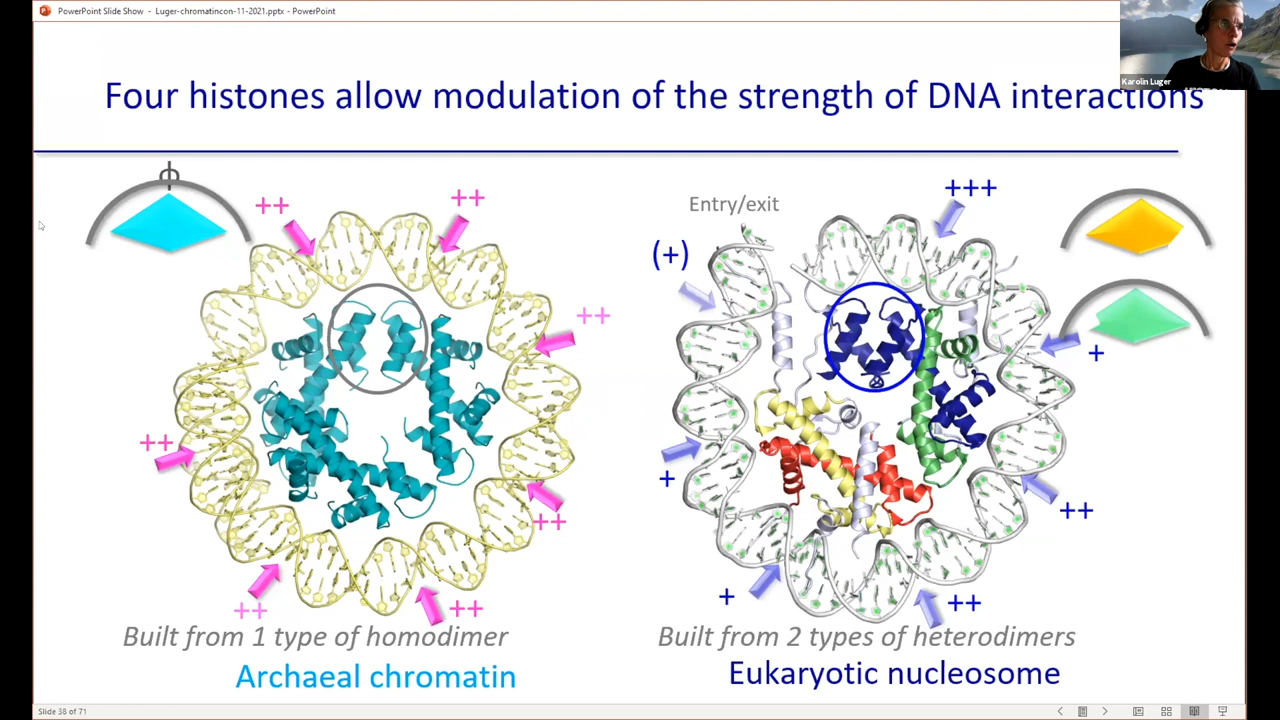 PowerPoint Slide Show - Luger-chromatincon-11-2021.pptx - PowerPoint
Karolin Luger
Four histones allow modulation of the strength of DNA interactions
ф
++
++
++
++
++
++
++
Built from 1 type of homodimer
Archaeal chromatin
Entry/exit
+++
(+)
+
+
++
+
++
Built from 2 types of heterodimers
Eukaryotic nucleosome
Slide 38 of 71